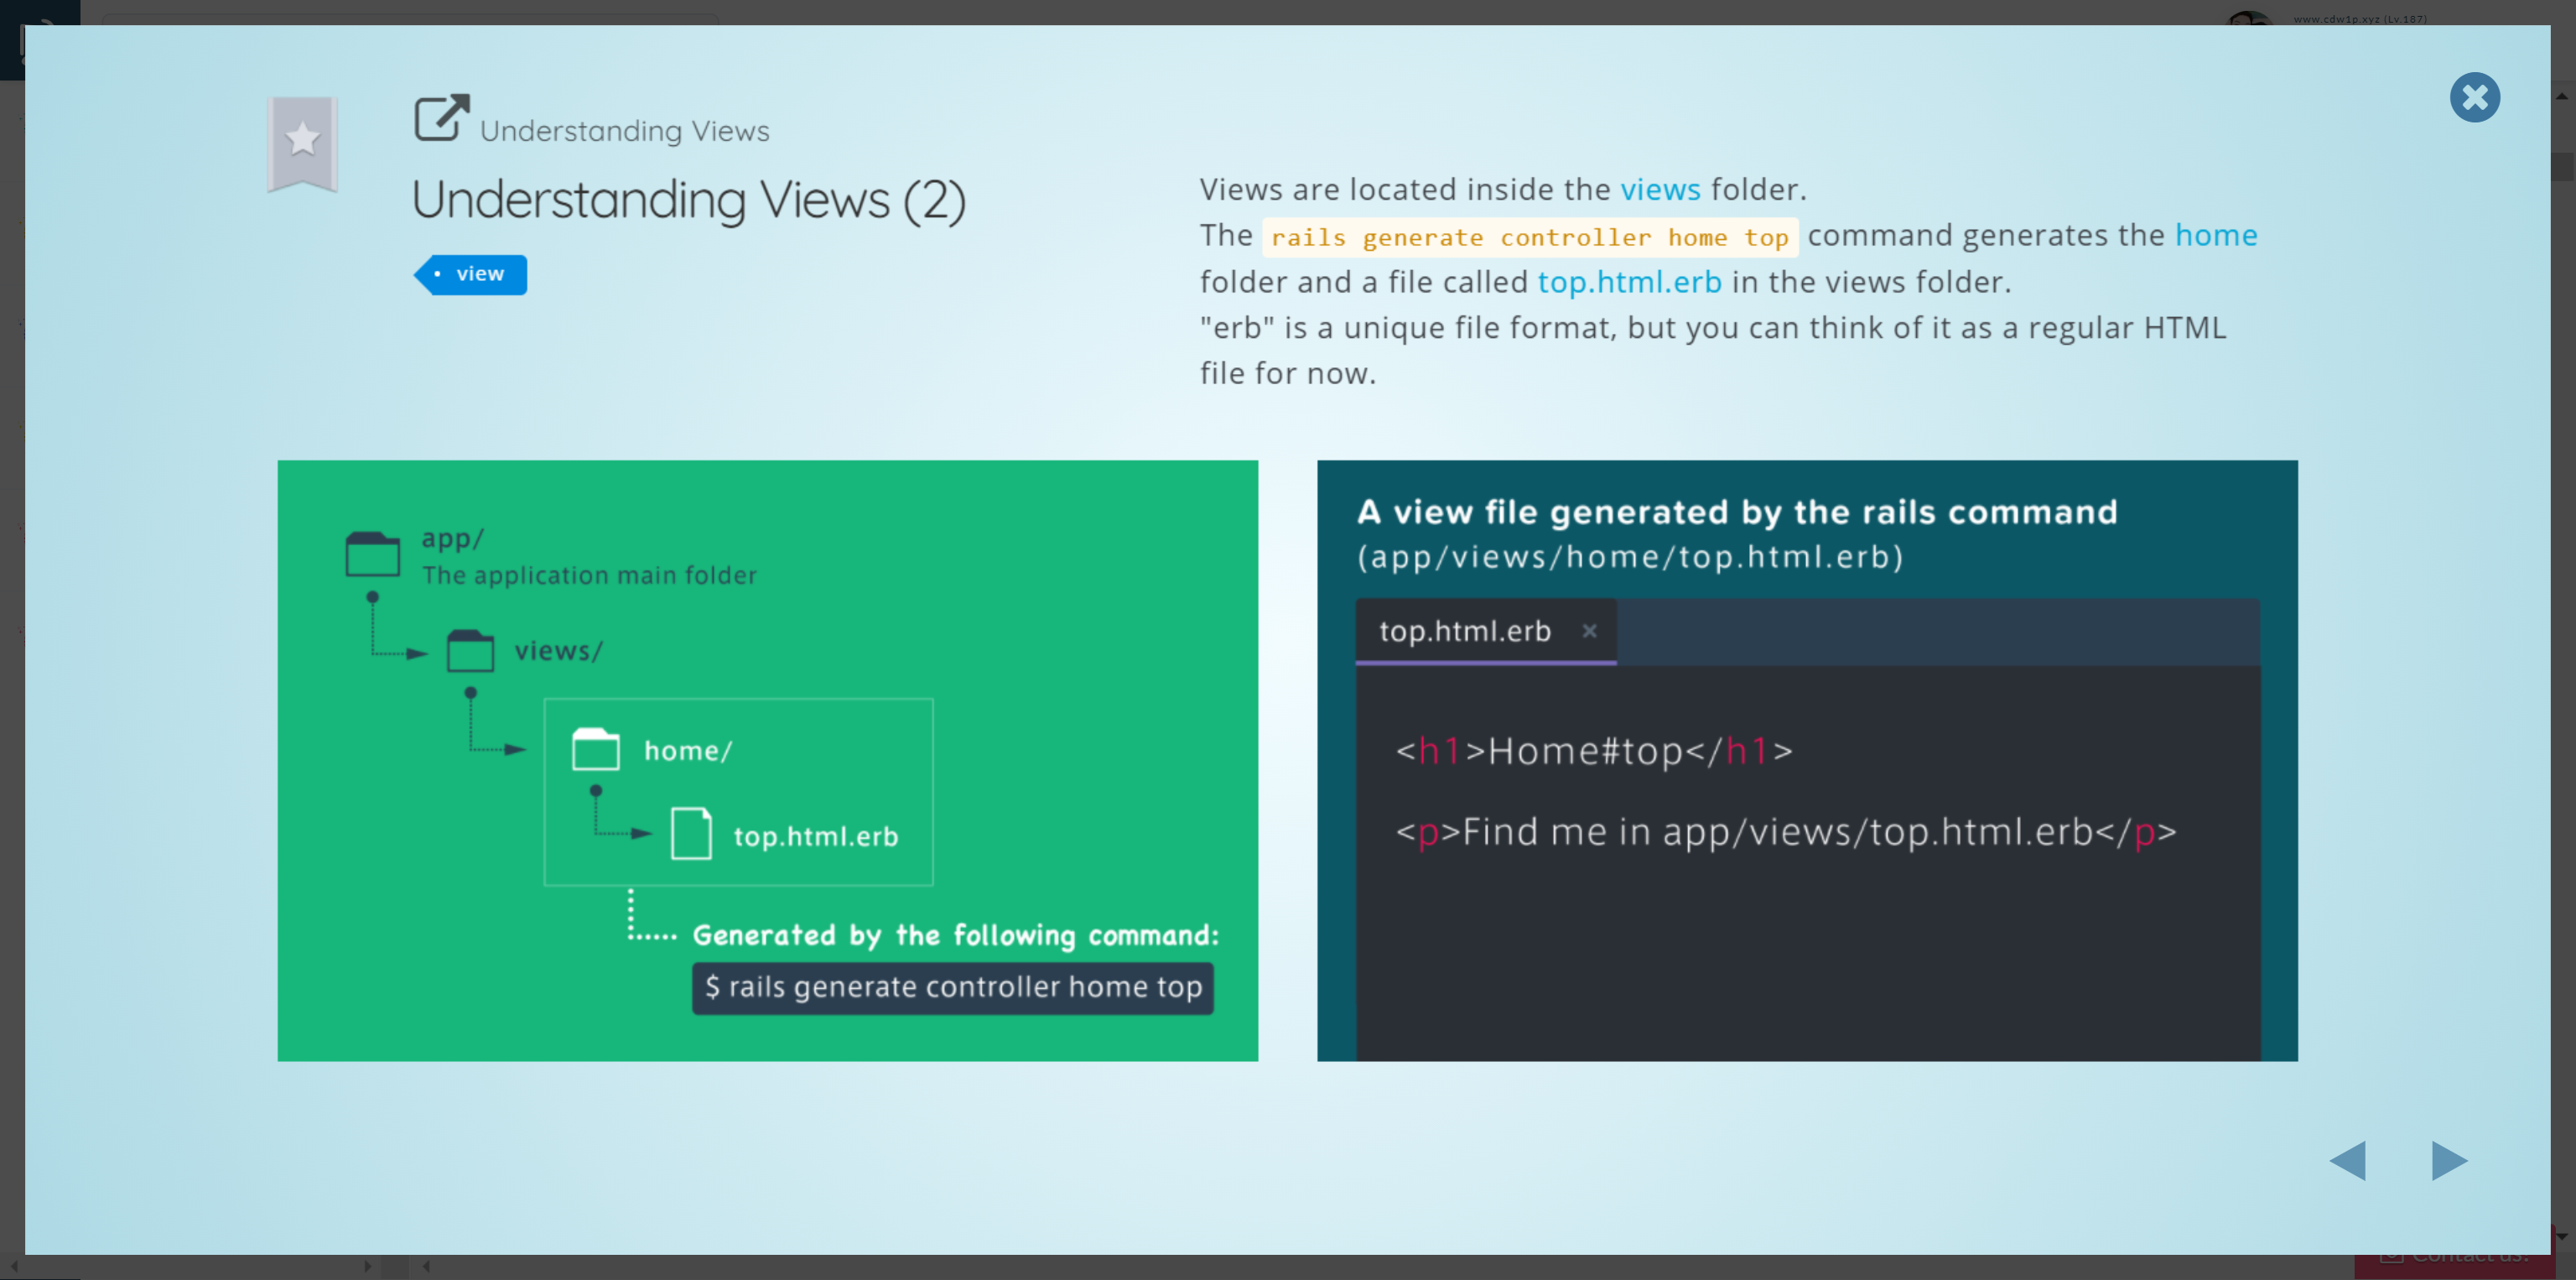 www.cdw1p.xyz (Lv.187)
Understanding Views
Understanding Views (2)
view
Views are located inside the views folder.
The rails generate controller home top command generates the home
folder and a file called top.html.erb in the views folder.
"erb" is a unique file format, but you can think of it as a regular HTML
file for now.
app/
The application main folder
views/
home/
top.html.erb
Generated by the following command:
$ rails generate controller home top
A view file generated by the rails command
(app/views/home/top.html.erb)
top.html.erb ×
<h1>Home#top</h1>
<p>Find me in app/views/top.html.erb</p>
Contact us!